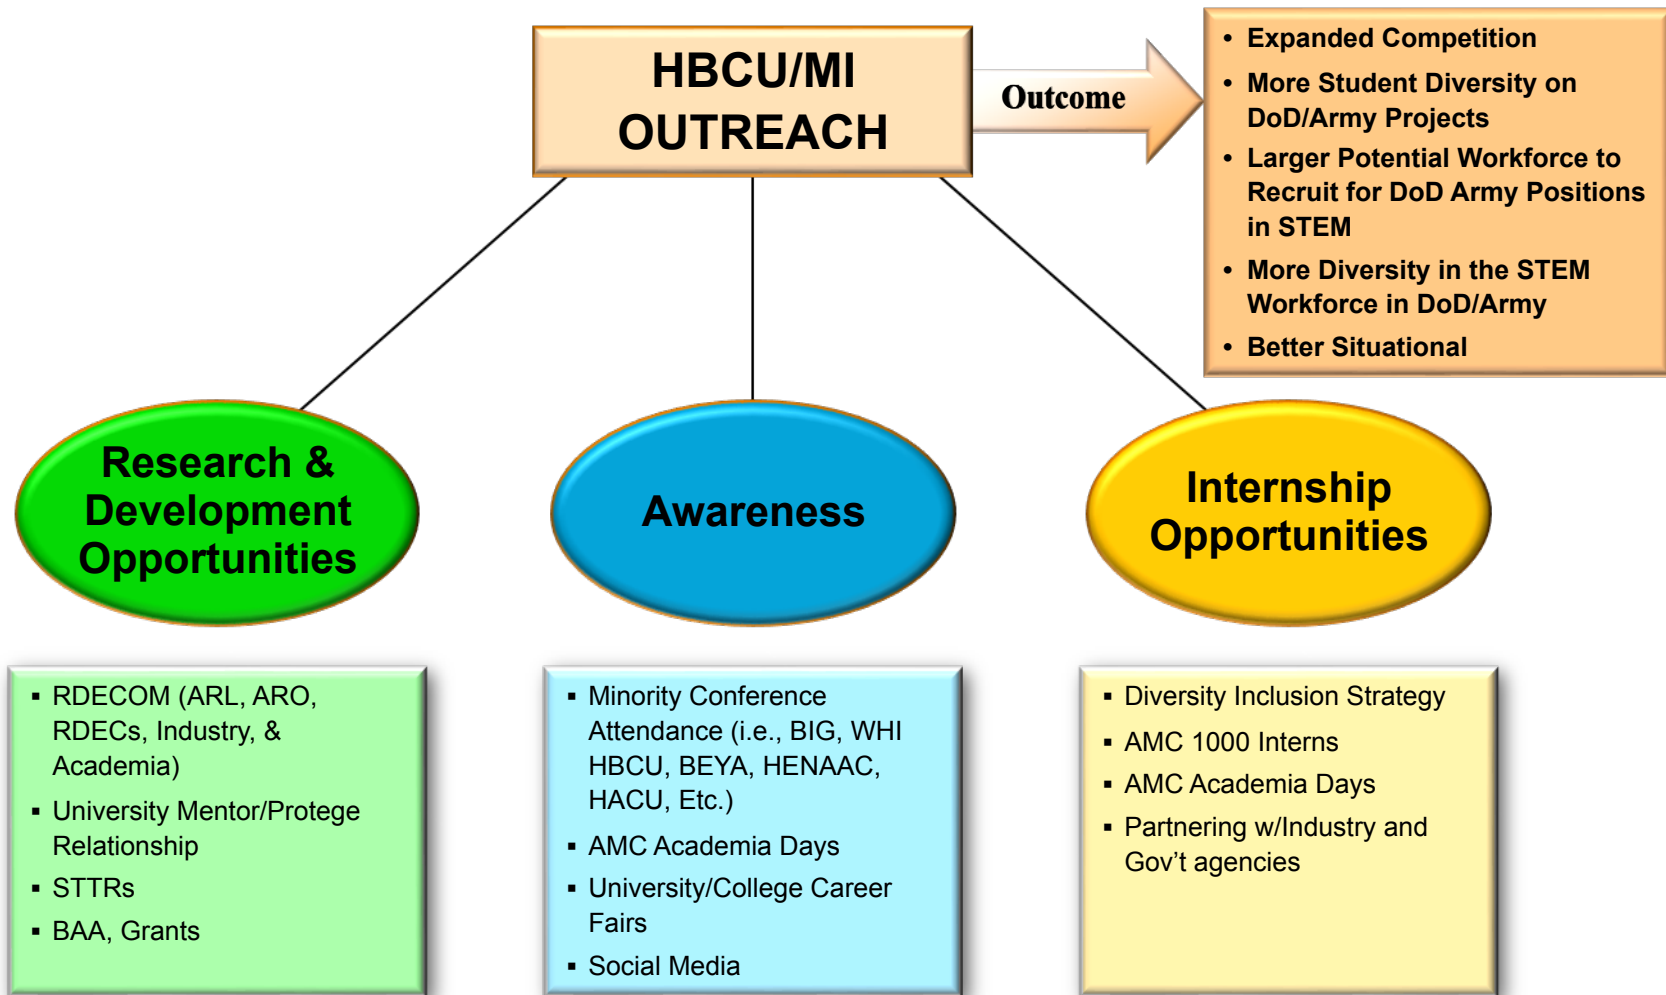 HBCU/MI
OUTREACH
Outcome
• Expanded Competition
• More Student Diversity on
DoD/Army Projects
• Larger Potential Workforce to
Recruit for DoD Army Positions
in STEM
• More Diversity in the STEM
Workforce in DoD/Army
• Better Situational
Research &
Development
Opportunities
Awareness
Internship
Opportunities
▪ RDECOM (ARL, ARO,
RDECs, Industry, &
Academia)
▪ University Mentor/Protege
Relationship
▪ STTRs
▪ BAA, Grants
▪ Minority Conference
Attendance (i.e., BIG, WHI
HBCU, BEYA, HENAAC,
HACU, Etc.)
▪ AMC Academia Days
▪ University/College Career
Fairs
▪ Social Media
▪ Diversity Inclusion Strategy
▪ AMC 1000 Interns
▪ AMC Academia Days
▪ Partnering w/Industry and
Gov’t agencies